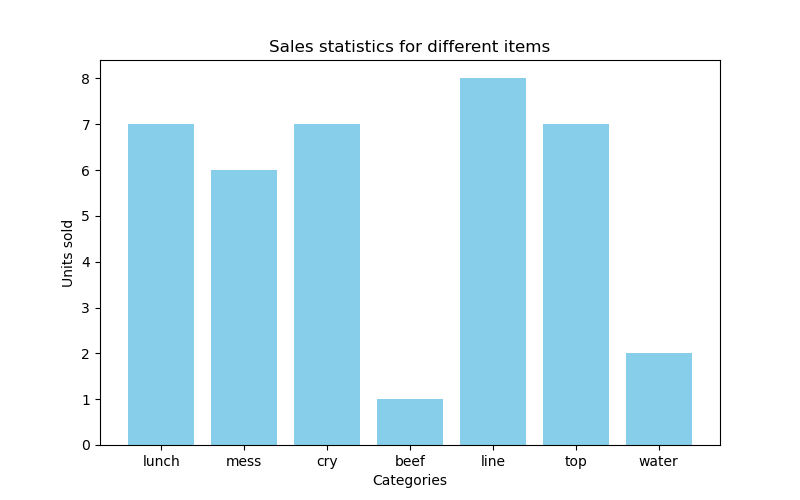 Sales statistics for different items
Units sold
8
7
6
5
4
3
2
1
0
lunch mess cry beef line top water
Categories